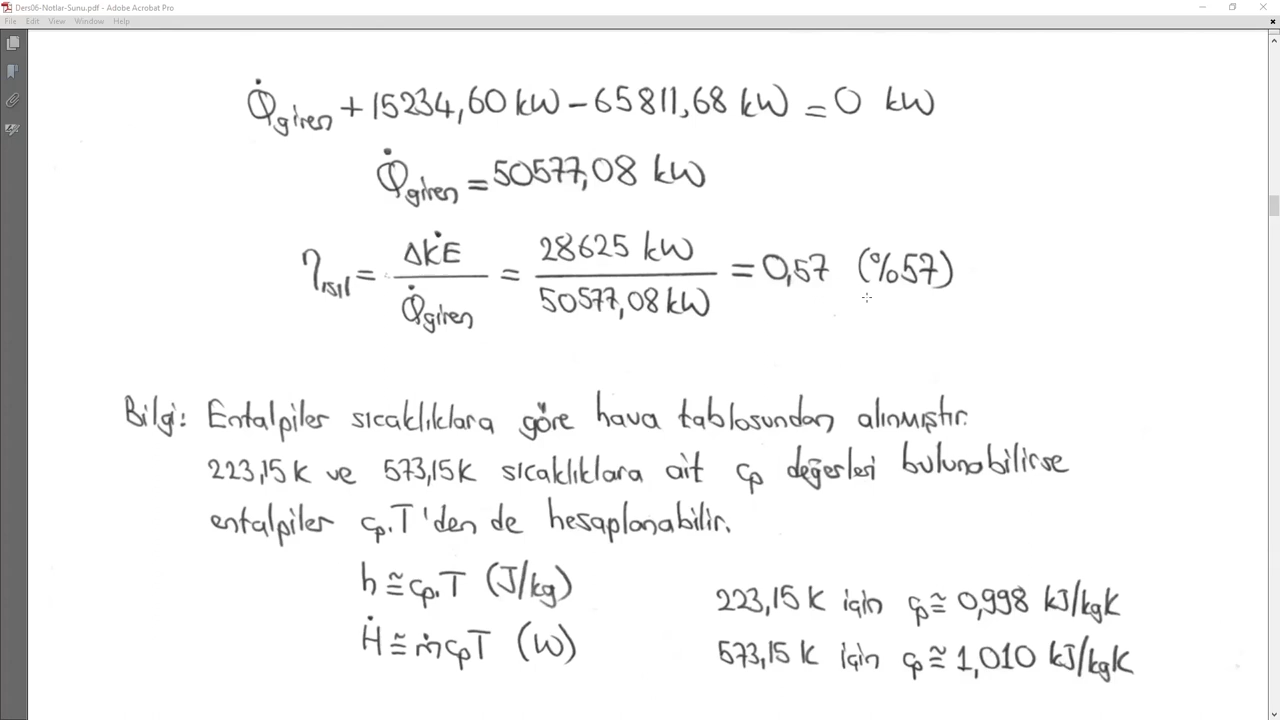 Ders06-Notlar-Sunu.pdf - Adobe Acrobat Pro
File Edit View Window Help
Q̇giren + 15234,60 kW − 65811,68 kW = 0 kW
Q̇giren = 50577,08 kW
ηısıl = ΔK̇E / Q̇giren = 28625 kW / 50577,08 kW = 0,57 (%57)
Bilgi: Entalpiler sıcaklıklara göre hava tablosundan alınmıştır.
223,15 K ve 573,15 K sıcaklıklara ait cp değerleri bulunabilirse
entalpiler cp.T'den de hesaplanabilir.
h ≅ cp.T (J/kg)
Ḣ ≅ ṁcpT (W)
223,15 K için cp ≅ 0,998 kJ/kgK
573,15 K için cp ≅ 1,010 kJ/kgK